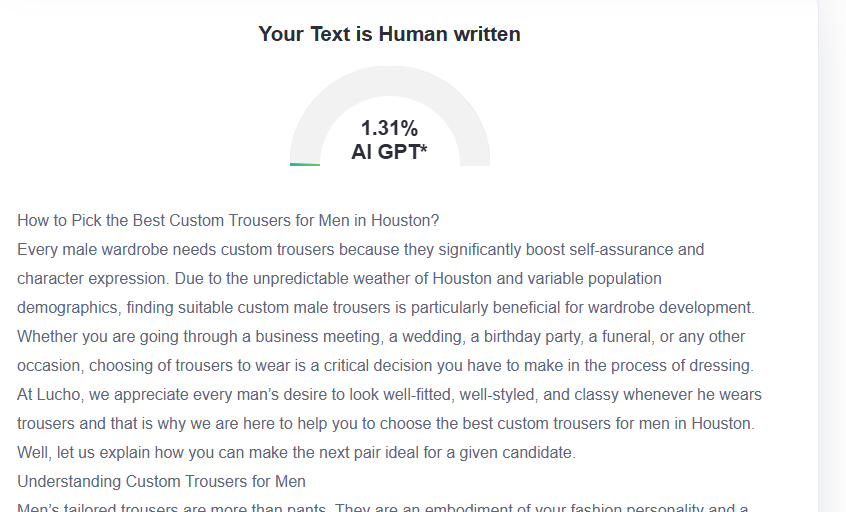 Your Text is Human written
1.31%
AI GPT*
How to Pick the Best Custom Trousers for Men in Houston?
Every male wardrobe needs custom trousers because they significantly boost self-assurance and
character expression. Due to the unpredictable weather of Houston and variable population
demographics, finding suitable custom male trousers is particularly beneficial for wardrobe development.
Whether you are going through a business meeting, a wedding, a birthday party, a funeral, or any other
occasion, choosing of trousers to wear is a critical decision you have to make in the process of dressing.
At Lucho, we appreciate every man’s desire to look well-fitted, well-styled, and classy whenever he wears
trousers and that is why we are here to help you to choose the best custom trousers for men in Houston.
Well, let us explain how you can make the next pair ideal for a given candidate.
Understanding Custom Trousers for Men
Men’s tailored trousers are more than pants. They are an embodiment of your fashion personality and a